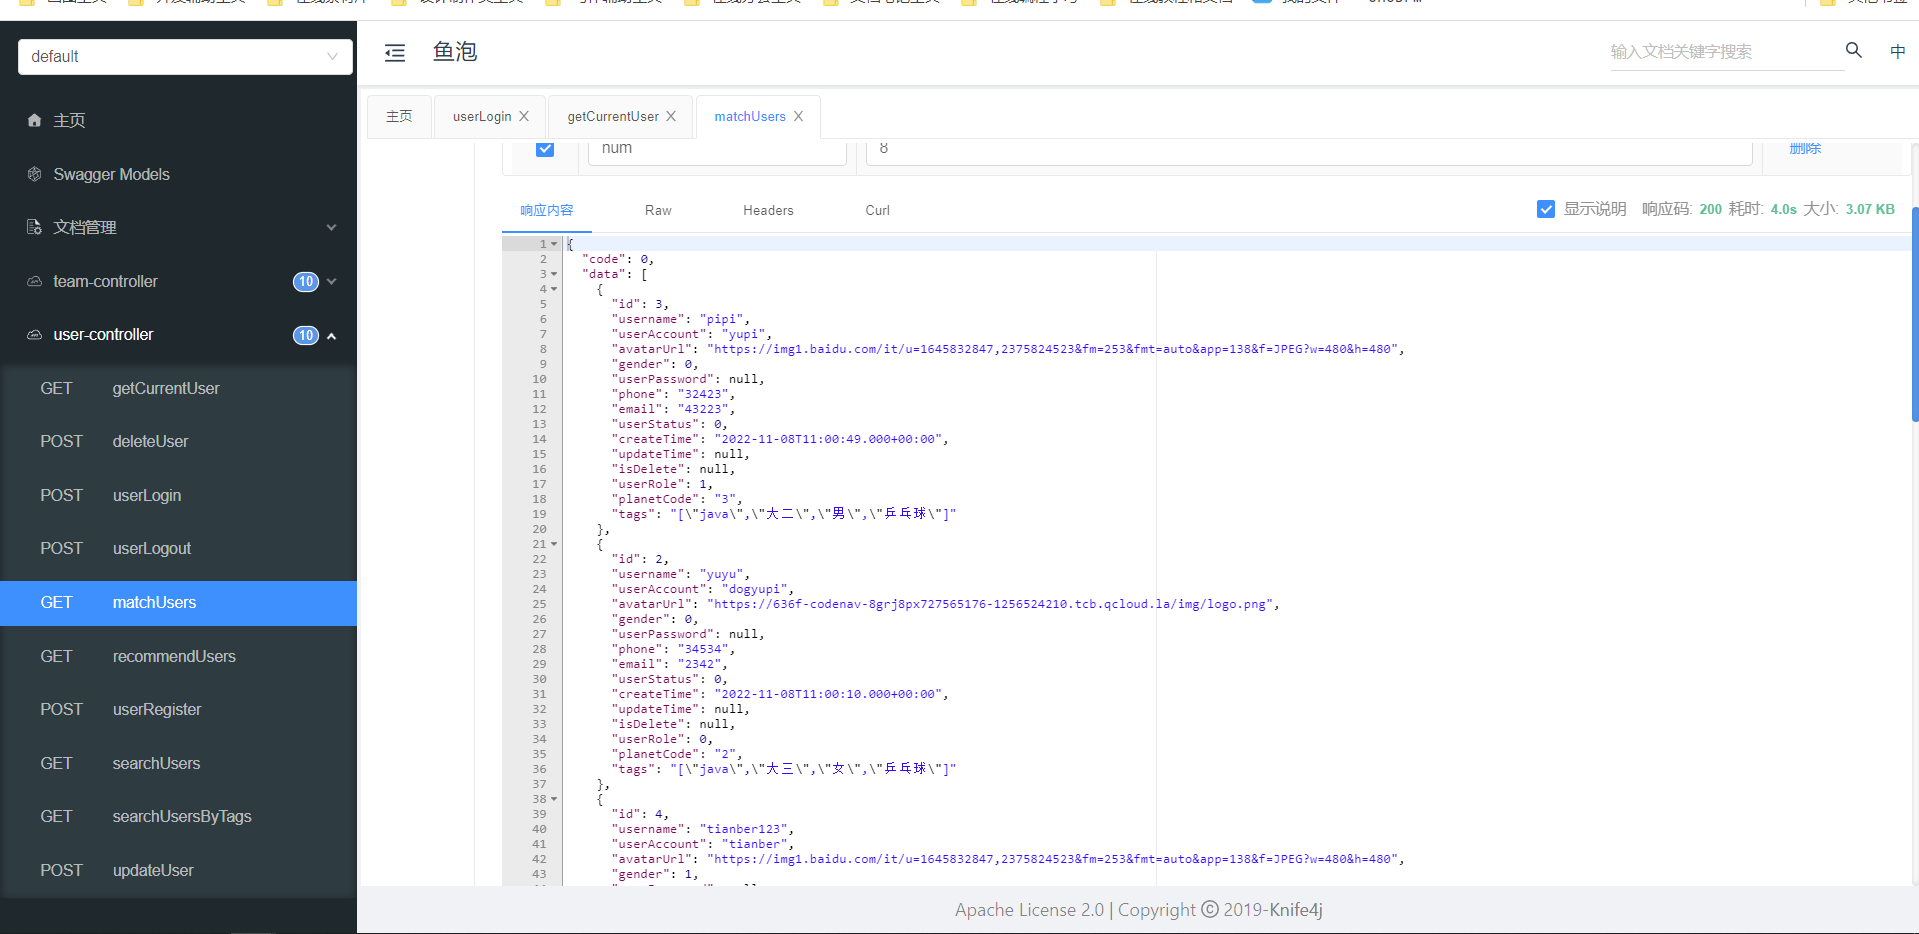 default
鱼泡
输入文档关键字搜索
中
主页
Swagger Models
文档管理
team-controller 10
user-controller 10
GET getCurrentUser
POST deleteUser
POST userLogin
POST userLogout
GET matchUsers
GET recommendUsers
POST userRegister
GET searchUsers
GET searchUsersByTags
POST updateUser
主页 userLogin X getCurrentUser X matchUsers X
num 8 删除
响应内容 Raw Headers Curl 显示说明 响应码: 200 耗时: 4.0s 大小: 3.07 KB
1 {
2 "code": 0,
3 "data": [
4 {
5 "id": 3,
6 "username": "pipi",
7 "userAccount": "yupi",
8 "avatarUrl": "https://img1.baidu.com/it/u=1645832847,2375824523&fm=253&fmt=auto&app=138&f=JPEG?w=480&h=480",
9 "gender": 0,
10 "userPassword": null,
11 "phone": "32423",
12 "email": "43223",
13 "userStatus": 0,
14 "createTime": "2022-11-08T11:00:49.000+00:00",
15 "updateTime": null,
16 "isDelete": null,
17 "userRole": 1,
18 "planetCode": "3",
19 "tags": "[\"java\",\"大二\",\"男\",\"乒乓球\"]"
20 },
21 {
22 "id": 2,
23 "username": "yuyu",
24 "userAccount": "dogyupi",
25 "avatarUrl": "https://636f-codenav-8grj8px727565176-1256524210.tcb.qcloud.la/img/logo.png",
26 "gender": 0,
27 "userPassword": null,
28 "phone": "34534",
29 "email": "2342",
30 "userStatus": 0,
31 "createTime": "2022-11-08T11:00:10.000+00:00",
32 "updateTime": null,
33 "isDelete": null,
34 "userRole": 0,
35 "planetCode": "2",
36 "tags": "[\"java\",\"大三\",\"女\",\"乒乓球\"]"
37 },
38 {
39 "id": 4,
40 "username": "tianber123",
41 "userAccount": "tianber",
42 "avatarUrl": "https://img1.baidu.com/it/u=1645832847,2375824523&fm=253&fmt=auto&app=138&f=JPEG?w=480&h=480",
43 "gender": 1,
Apache License 2.0 | Copyright © 2019-Knife4j